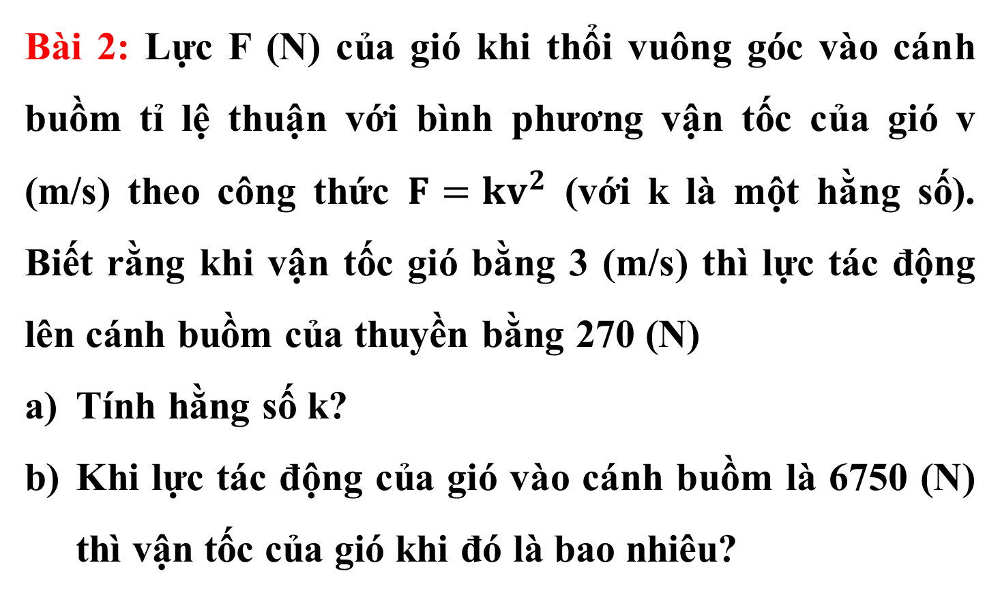 Bài 2: Lực F (N) của gió khi thổi vuông góc vào cánh
buồm tỉ lệ thuận với bình phương vận tốc của gió v
(m/s) theo công thức F = kv² (với k là một hằng số).
Biết rằng khi vận tốc gió bằng 3 (m/s) thì lực tác động
lên cánh buồm của thuyền bằng 270 (N)
a) Tính hằng số k?
b) Khi lực tác động của gió vào cánh buồm là 6750 (N)
thì vận tốc của gió khi đó là bao nhiêu?